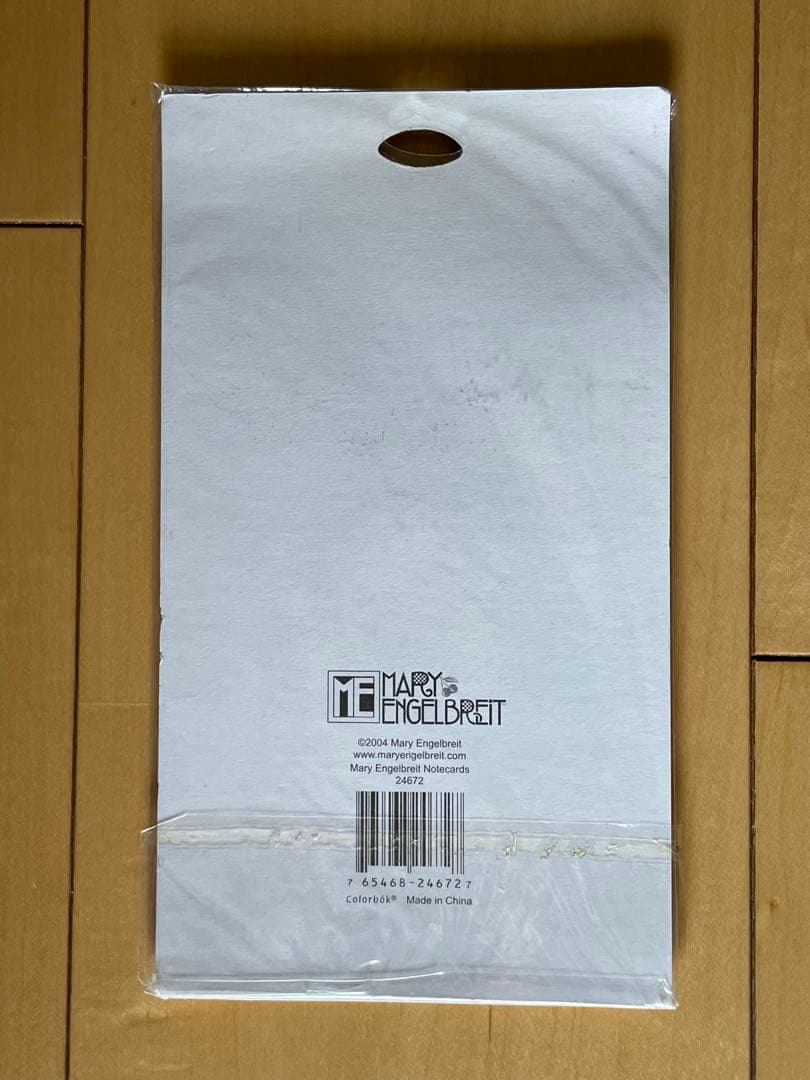 ME MARY
ENGELBREIT
©2004 Mary Engelbreit
www.maryengelbreit.com
Mary Engelbreit Notecards
24672
7 65468-24672 7
Colorbök® Made in China